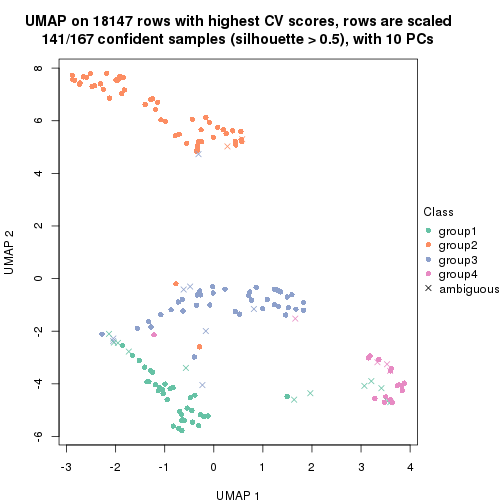 UMAP on 18147 rows with highest CV scores, rows are scaled
141/167 confident samples (silhouette > 0.5), with 10 PCs
8
6
4
2
0
-2
-4
-6
UMAP 2
-3
-2
-1
0
1
2
3
4
UMAP 1
Class
group1
group2
group3
group4
ambiguous